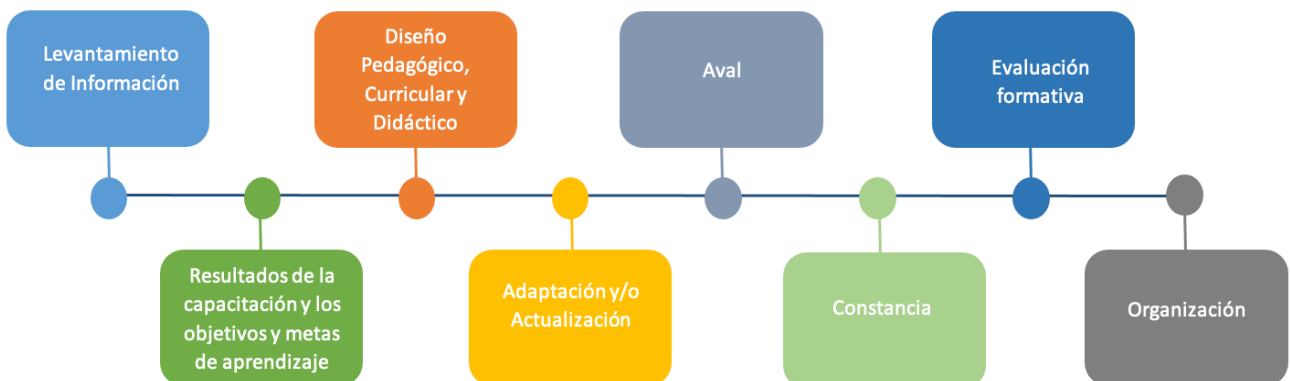 Levantamiento
de Información
Resultados de la
capacitación y los
objetivos y metas
de aprendizaje
Diseño
Pedagógico,
Curricular y
Didáctico
Adaptación y/o
Actualización
Aval
Constancia
Evaluación
formativa
Organización